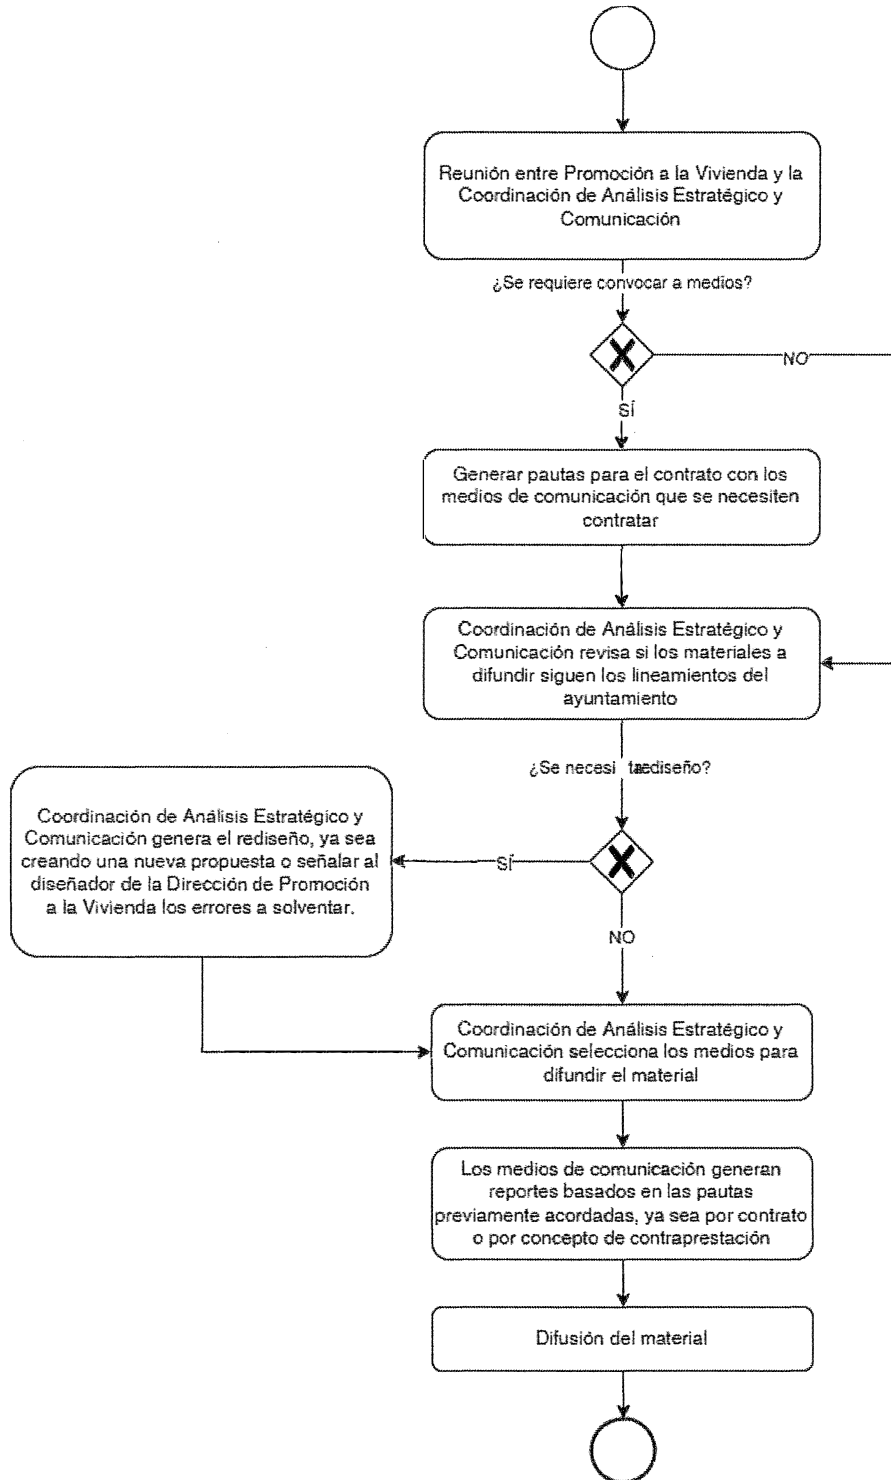 Reunión entre Promoción a la Vivienda y la
Coordinación de Análisis Estratégico y
Comunicación
¿Se requiere convocar a medios?
NO
SÍ
Generar pautas para el contrato con los
medios de comunicación que se necesiten
contratar
Coordinación de Análisis Estratégico y
Comunicación revisa si los materiales a
difundir siguen los lineamientos del
ayuntamiento
¿Se necesi taediseño?
Coordinación de Análisis Estratégico y
Comunicación genera el rediseño, ya sea
creando una nueva propuesta o señalar al
diseñador de la Dirección de Promoción
a la Vivienda los errores a solventar.
SÍ
NO
Coordinación de Análisis Estratégico y
Comunicación selecciona los medios para
difundir el material
Los medios de comunicación generan
reportes basados en las pautas
previamente acordadas, ya sea por contrato
o por concepto de contraprestación
Difusión del material